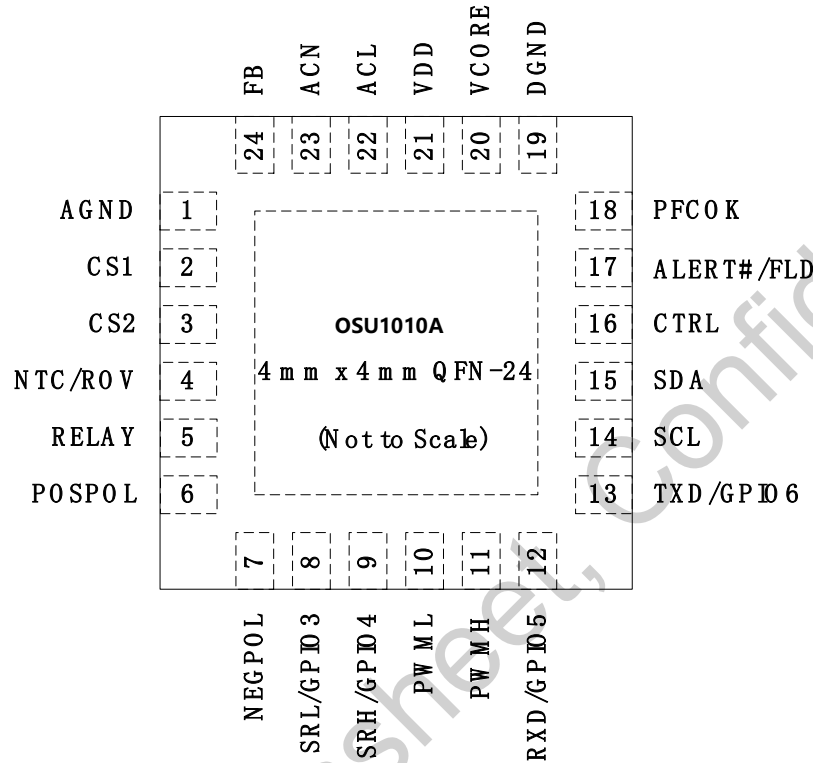 FB
ACN
ACL
VDD
VCORE
DGND
24
23
22
21
20
19
AGND 1
CS1 2
CS2 3
NTC/ROV 4
RELAY 5
POSPOL 6
18 PFCOK
17 ALERT#/FLD
16 CTRL
15 SDA
14 SCL
13 TXD/GPIO6
OSU1010A
4mm x4mm QFN-24
(Not to Scale)
7
8
9
10
11
12
NEGPOL
SRL/GPIO3
SRH/GPIO4
PWML
PWMH
RXD/GPIO5